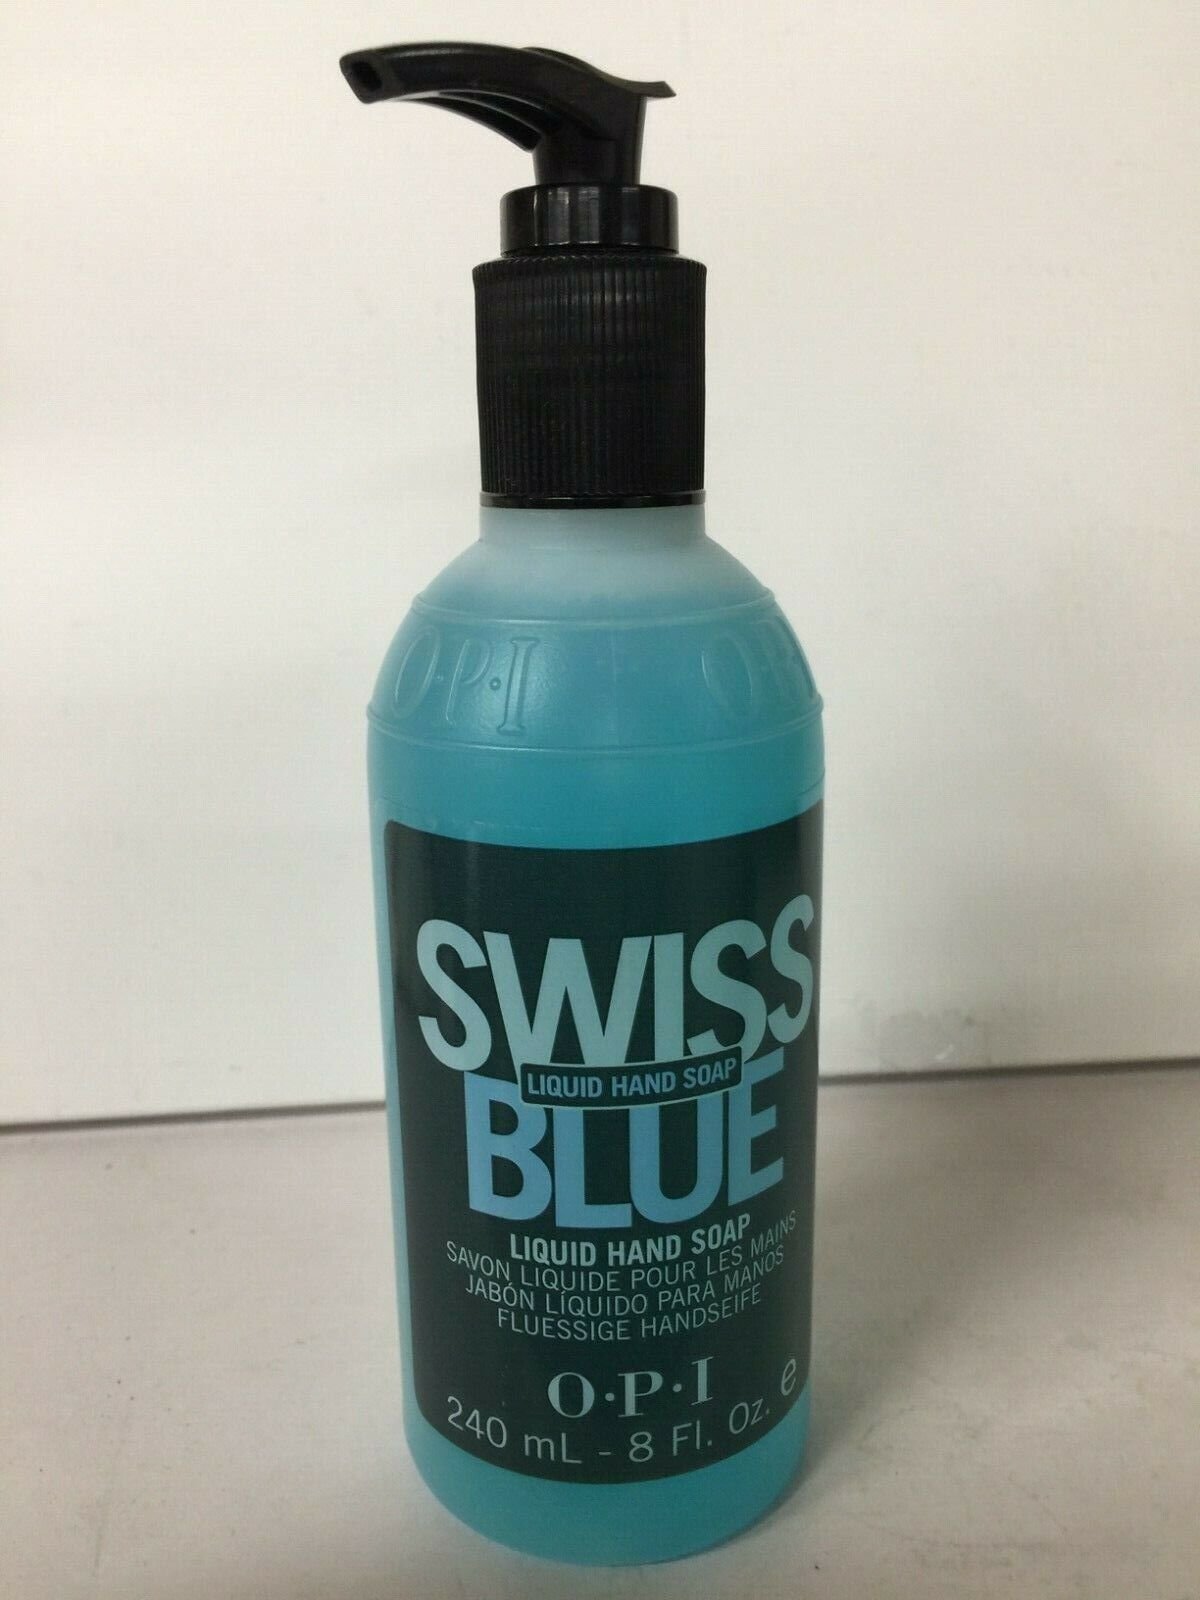 O·P·I
SWISS
LIQUID HAND SOAP
BLUE
LIQUID HAND SOAP
SAVON LIQUIDE POUR LES MAINS
JABÓN LÍQUIDO PARA MANOS
FLUESSIGE HANDSEIFE
O·P·I
240 mL - 8 Fl. Oz. e